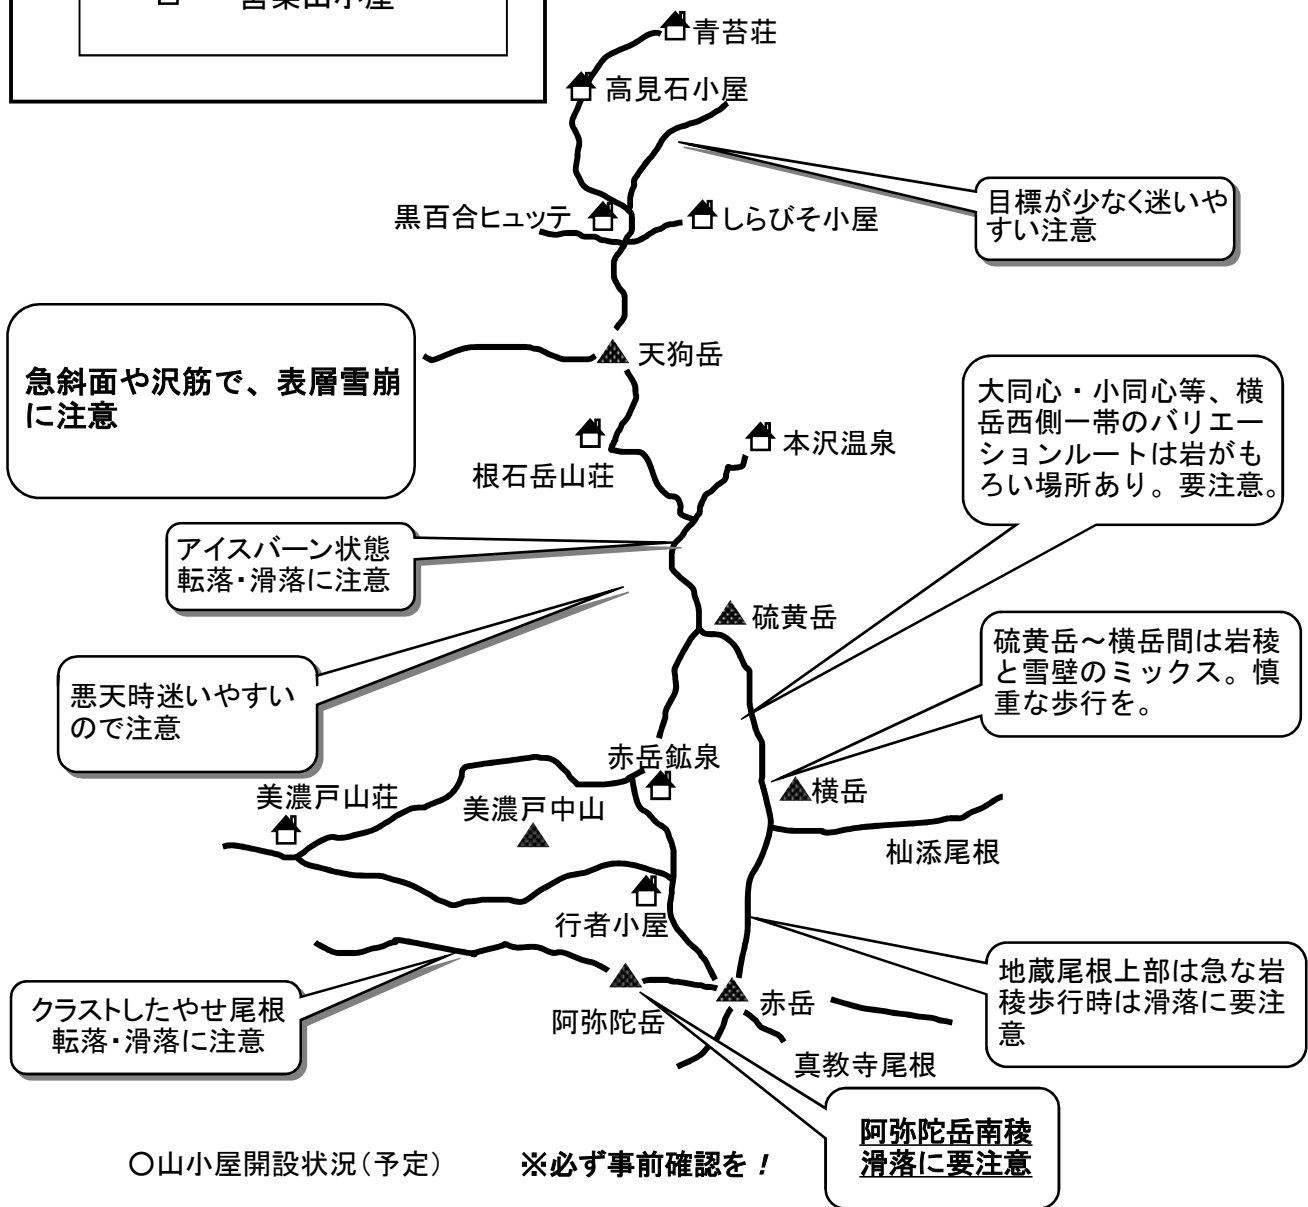 営業山小屋
青苔荘
高見石小屋
黒百合ヒュッテ
しらびそ小屋
目標が少なく迷いや
すい注意
急斜面や沢筋で、表層雪崩
に注意
天狗岳
大同心・小同心等、横
岳西側一帯のバリエー
ションルートは岩がも
ろい場所あり。要注意。
根石岳山荘
本沢温泉
アイスバーン状態
転落・滑落に注意
硫黄岳
硫黄岳～横岳間は岩稜
と雪壁のミックス。慎
重な歩行を。
悪天時迷いやすい
ので注意
赤岳鉱泉
美濃戸山荘
美濃戸中山
横岳
杣添尾根
行者小屋
地蔵尾根上部は急な岩
稜歩行時は滑落に要注
意
クラストしたやせ尾根
転落・滑落に注意
阿弥陀岳
赤岳
真教寺尾根
阿弥陀岳南稜
滑落に要注意
○山小屋開設状況（予定） ※必ず事前確認を！